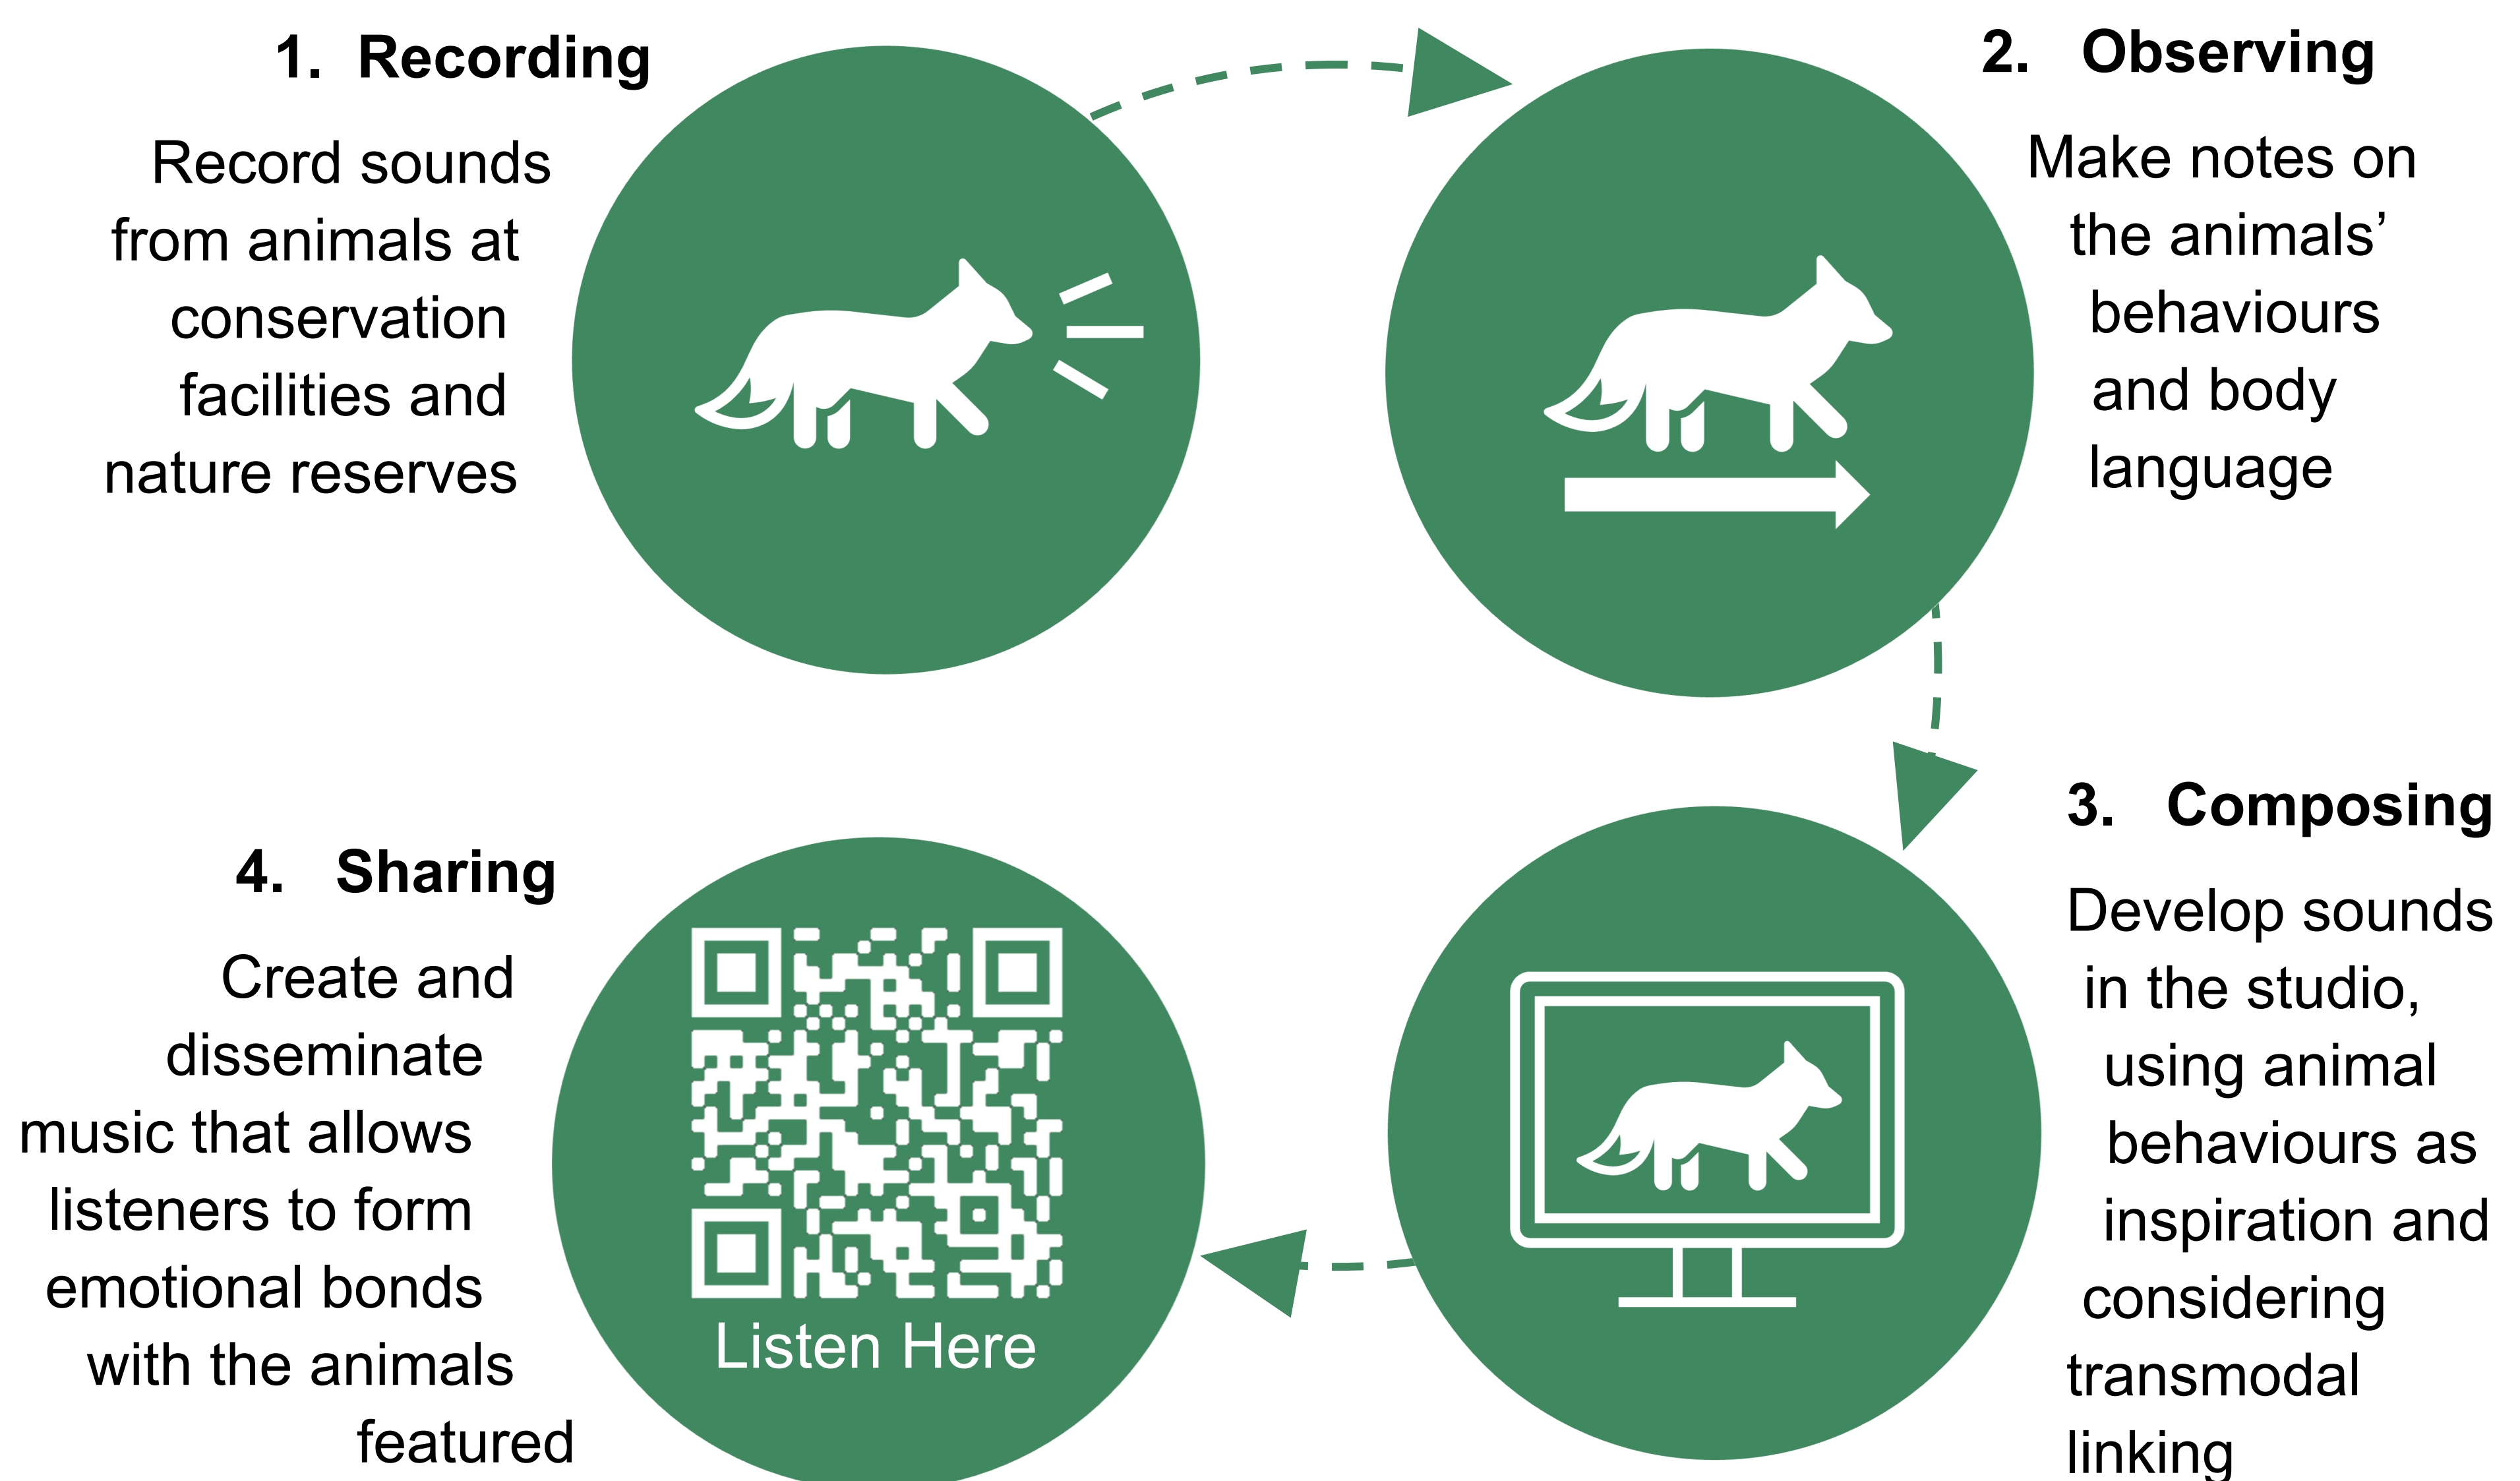 1. Recording
Record sounds
from animals at
conservation
facilities and
nature reserves
2. Observing
Make notes on
the animals’
behaviours
and body
language
3. Composing
Develop sounds
in the studio,
using animal
behaviours as
inspiration and
considering
transmodal
linking
4. Sharing
Create and
disseminate
music that allows
listeners to form
emotional bonds
with the animals
featured
Listen Here